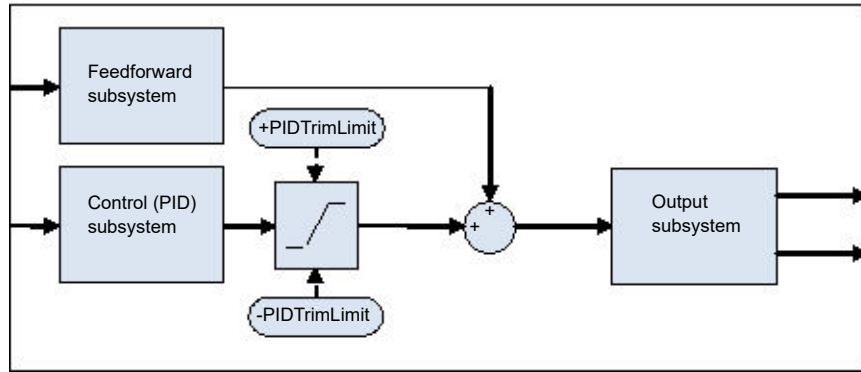 Feedforward
subsystem
+PIDTrimLimit
Control (PID)
subsystem
+
+
Output
subsystem
-PIDTrimLimit